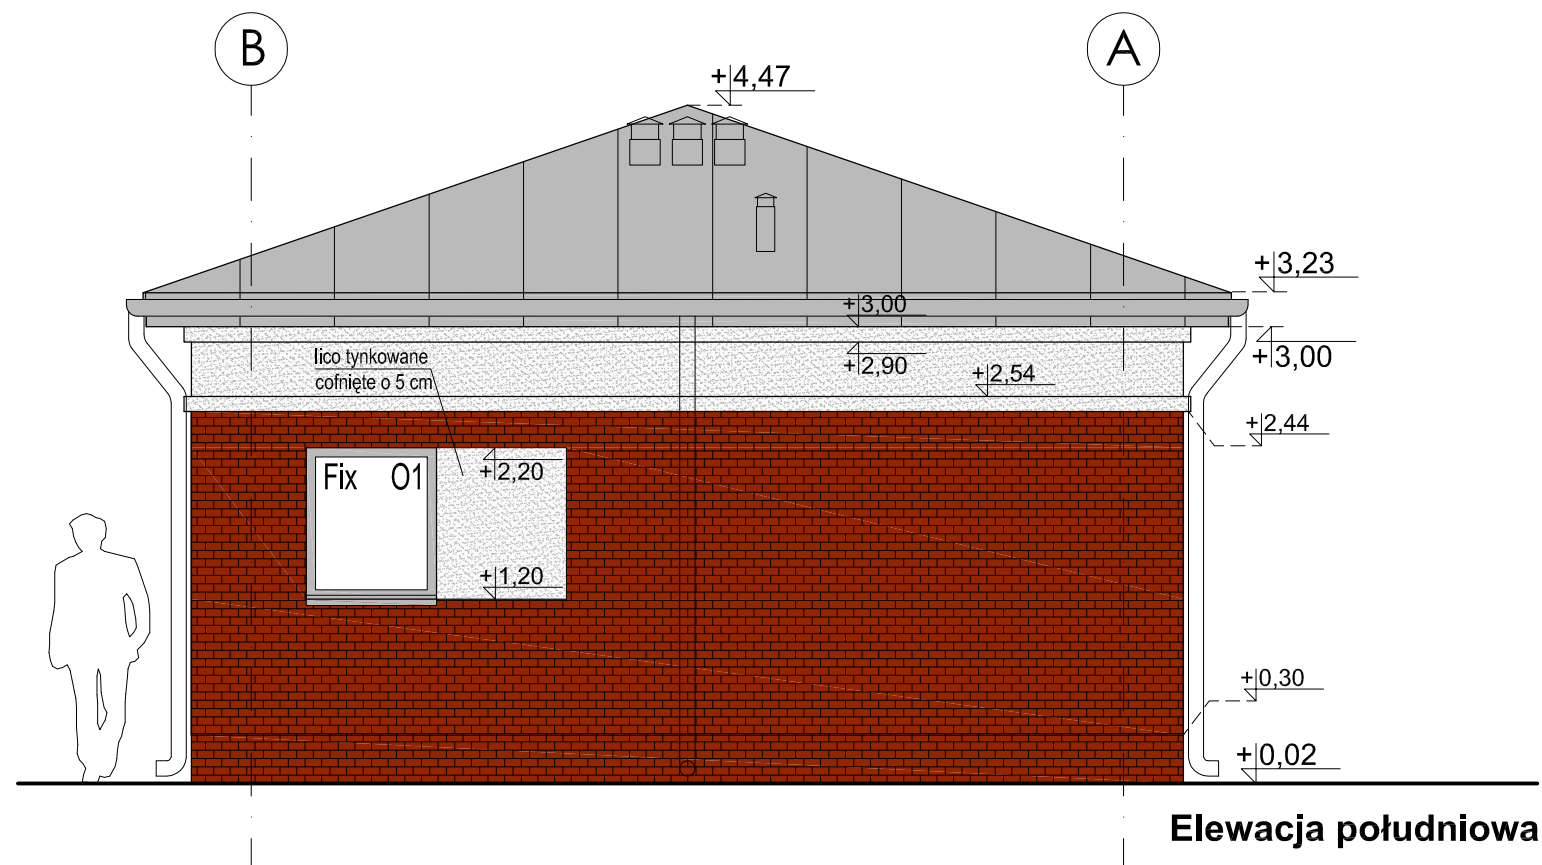 B
A
+4,47
+3,23
+3,00
+3,00
lico tynkowane
cofnięte o 5 cm
+2,90
+2,54
+2,44
Fix O1
+2,20
+1,20
+0,30
+0,02
Elewacja południowa